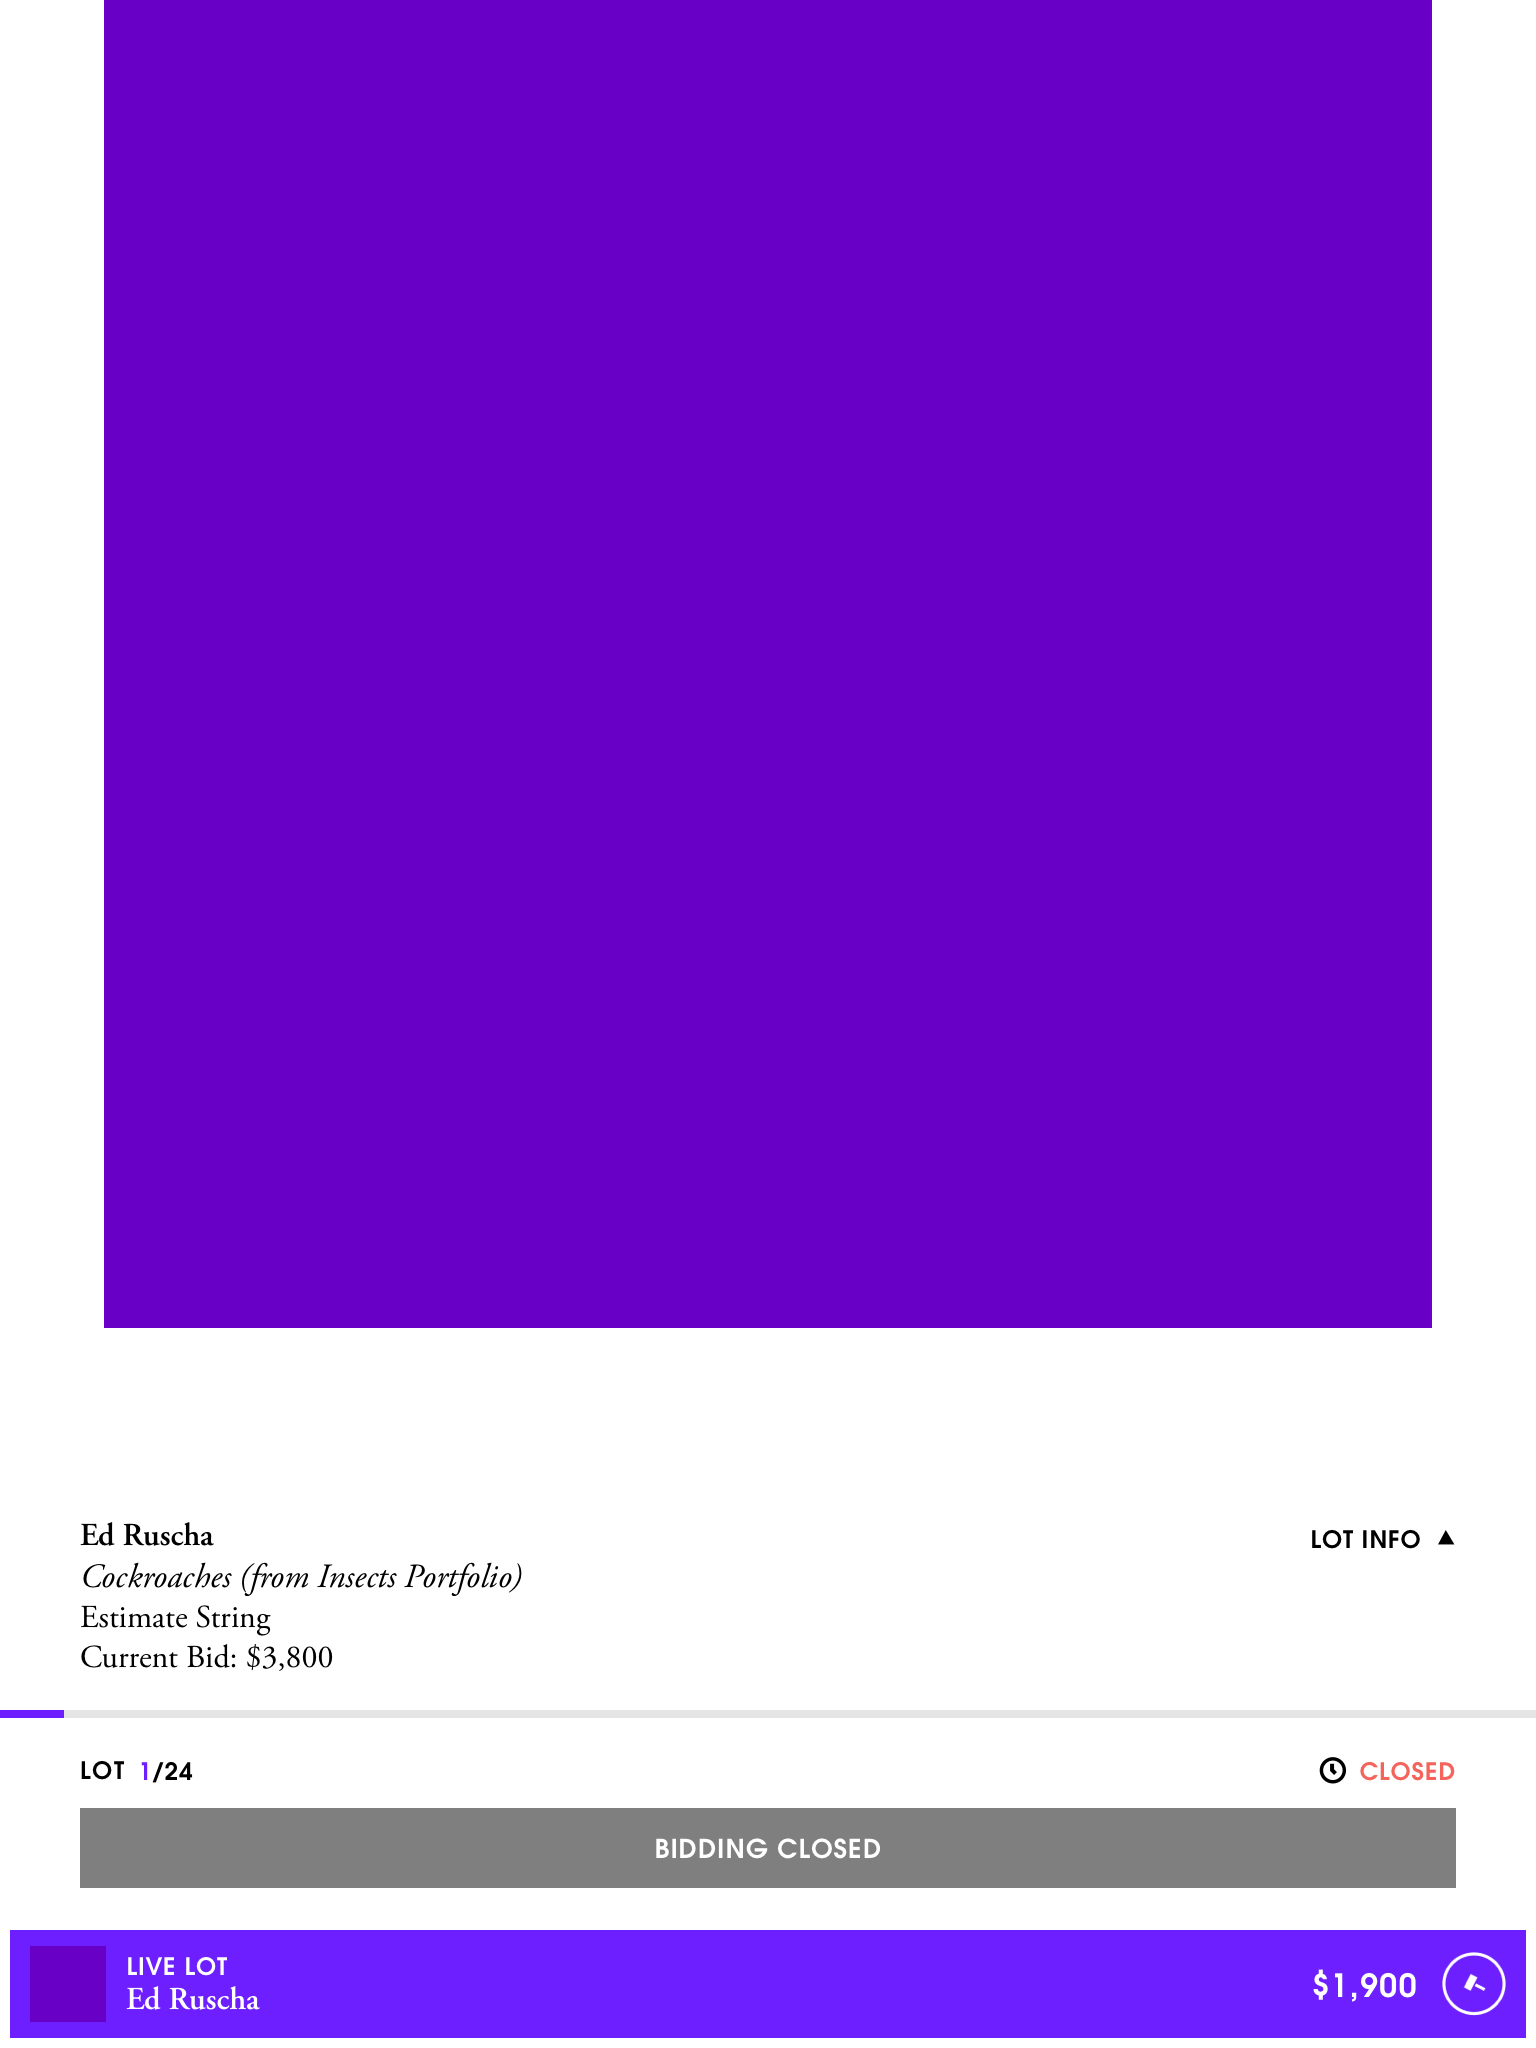 Ed Ruscha
LOT INFO
Cockroaches (from Insects Portfolio)
Estimate String
Current Bid: $3,800
LOT 1/24
CLOSED
BIDDING CLOSED
LIVE LOT
Ed Ruscha
$1,900